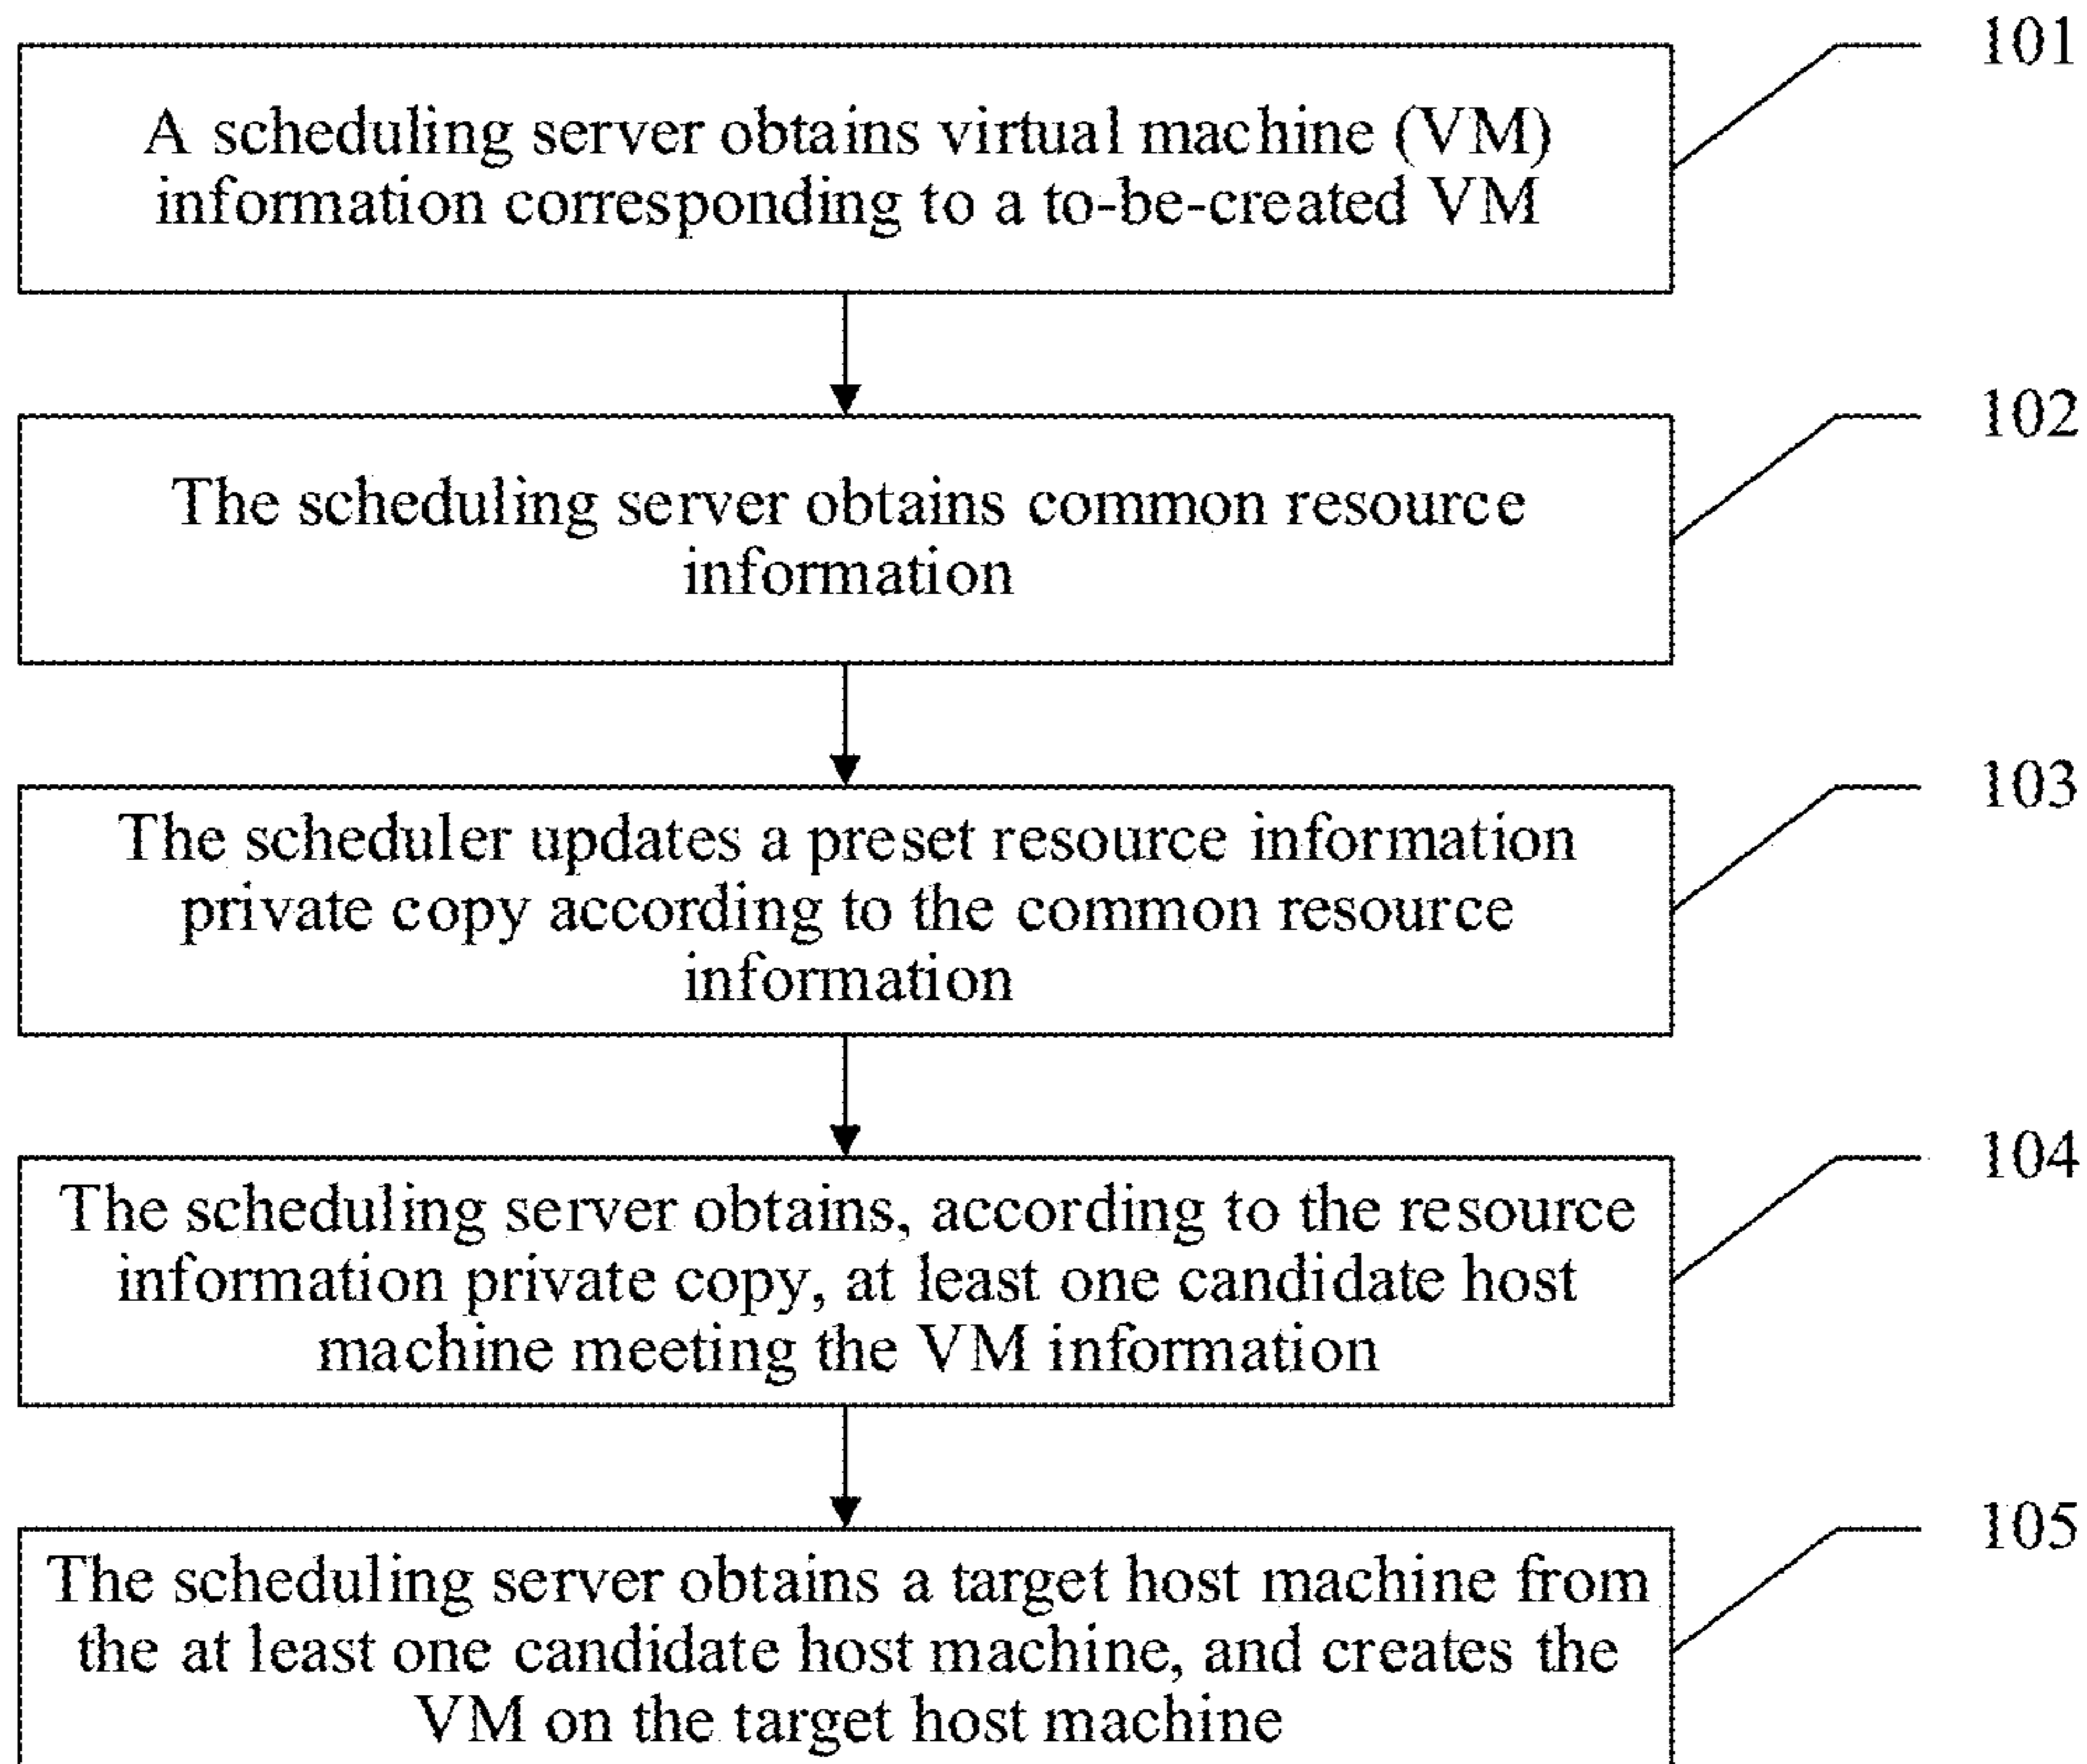 101
A scheduling server obtains virtual machine (VM)
information corresponding to a to-be-created VM
102
The scheduling server obtains common resource
information
103
The scheduler updates a preset resource information
private copy according to the common resource
information
104
The scheduling server obtains, according to the resource
information private copy, at least one candidate host
machine meeting the VM information
105
The scheduling server obtains a target host machine from
the at least one candidate host machine, and creates the
VM on the target host machine